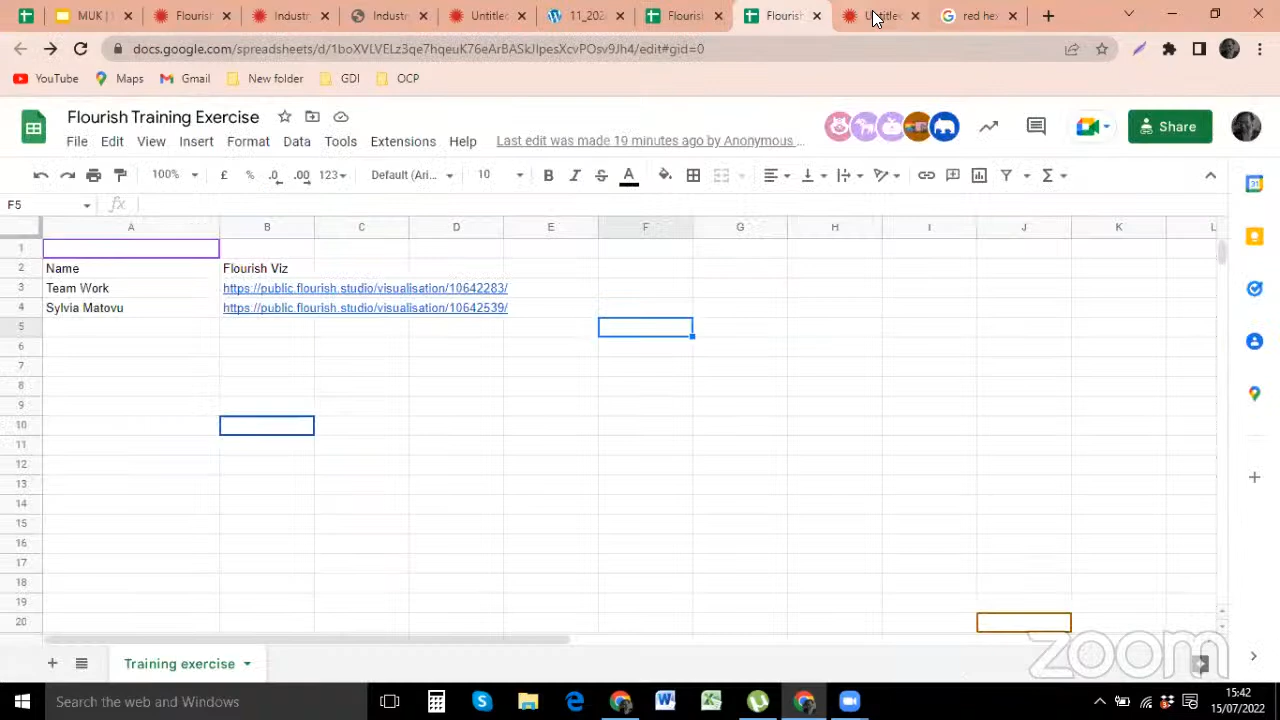 MUK |
Flourish
Industri
Industri
Untitled
11_202
Flourish
Flourish
Untitled
red hex
docs.google.com/spreadsheets/d/1boXVLVELz3qe7hqeuK76eArBASkJIpesXcvPOsv9Jh4/edit#gid=0
YouTube Maps Gmail New folder GDI OCP
Flourish Training Exercise
Share
File Edit View Insert Format Data Tools Extensions Help Last edit was made 19 minutes ago by Anonymous ...
100% £ % .0 .00 123 Default (Ari... 10 B I S A
F5 fx
A B C D E F G H I J K L
1
2 Name Flourish Viz
3 Team Work https://public.flourish.studio/visualisation/10642283/
4 Sylvia Matovu https://public.flourish.studio/visualisation/10642539/
5
6
7
8
9
10
11
12
13
14
15
16
17
18
19
20
Training exercise
zoom
Search the web and Windows
15:42
15/07/2022